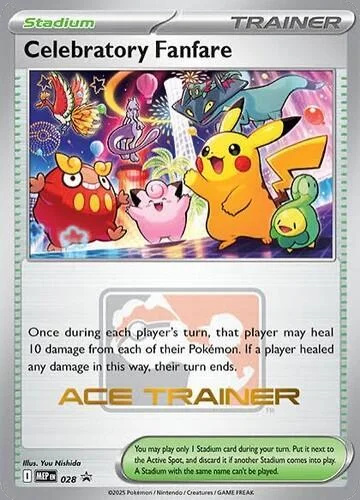 Stadium
TRAINER
Celebratory Fanfare
Once during each player's turn, that player may heal
10 damage from each of their Pokémon. If a player healed
any damage in this way, their turn ends.
ACE TRAINER
TM
Illus. Yuu Nishida
I MEP EN 028
You may play only 1 Stadium card during your turn. Put it next to
the Active Spot, and discard it if another Stadium comes into play.
A Stadium with the same name can't be played.
©2025 Pokémon / Nintendo / Creatures / GAME FREAK